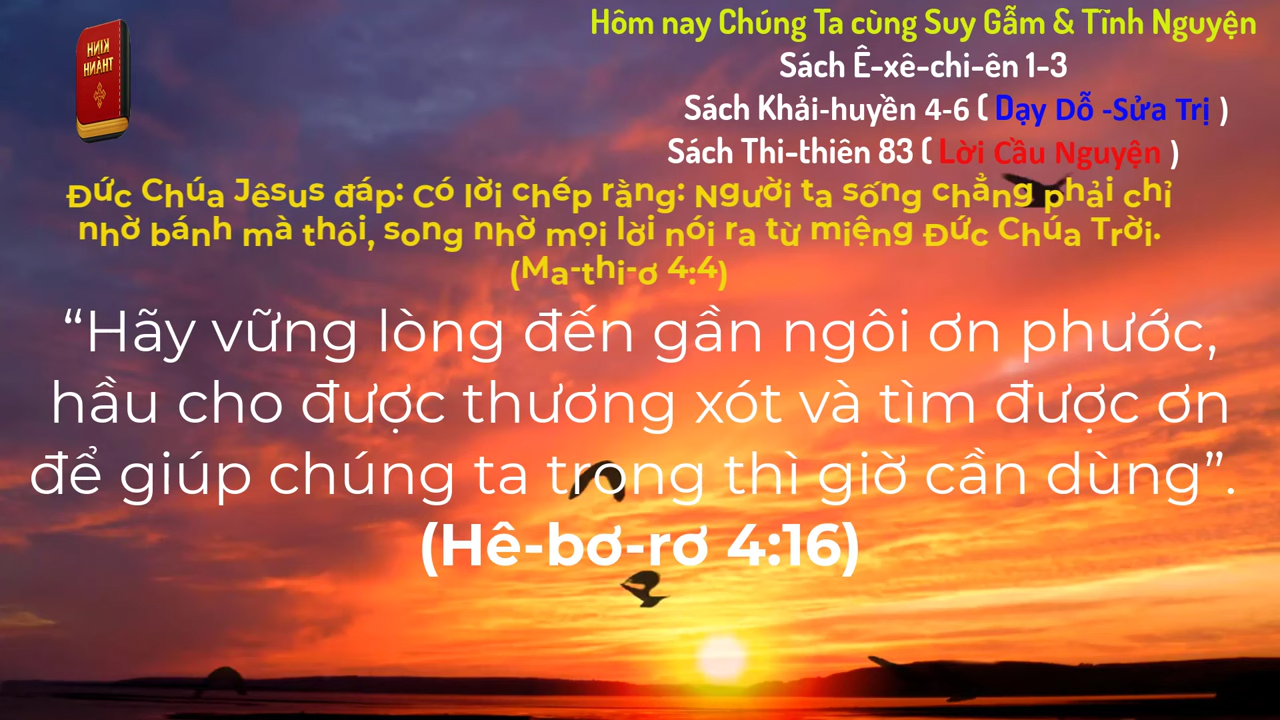 KINH
THÁNH
Hôm nay Chúng Ta cùng Suy Gẫm & Tĩnh Nguyện
Sách Ê-xê-chi-ên 1-3
Sách Khải-huyền 4-6 ( Dạy Dỗ -Sửa Trị )
Sách Thi-thiên 83 ( Lời Cầu Nguyện )
Đức Chúa Jêsus đáp: Có lời chép rằng: Người ta sống chẳng phải chỉ
nhờ bánh mà thôi, song nhờ mọi lời nói ra từ miệng Đức Chúa Trời.
(Ma-thi-ơ 4:4)
“Hãy vững lòng đến gần ngôi ơn phước,
hầu cho được thương xót và tìm được ơn
để giúp chúng ta trong thì giờ cần dùng”.
(Hê-bơ-rơ 4:16)